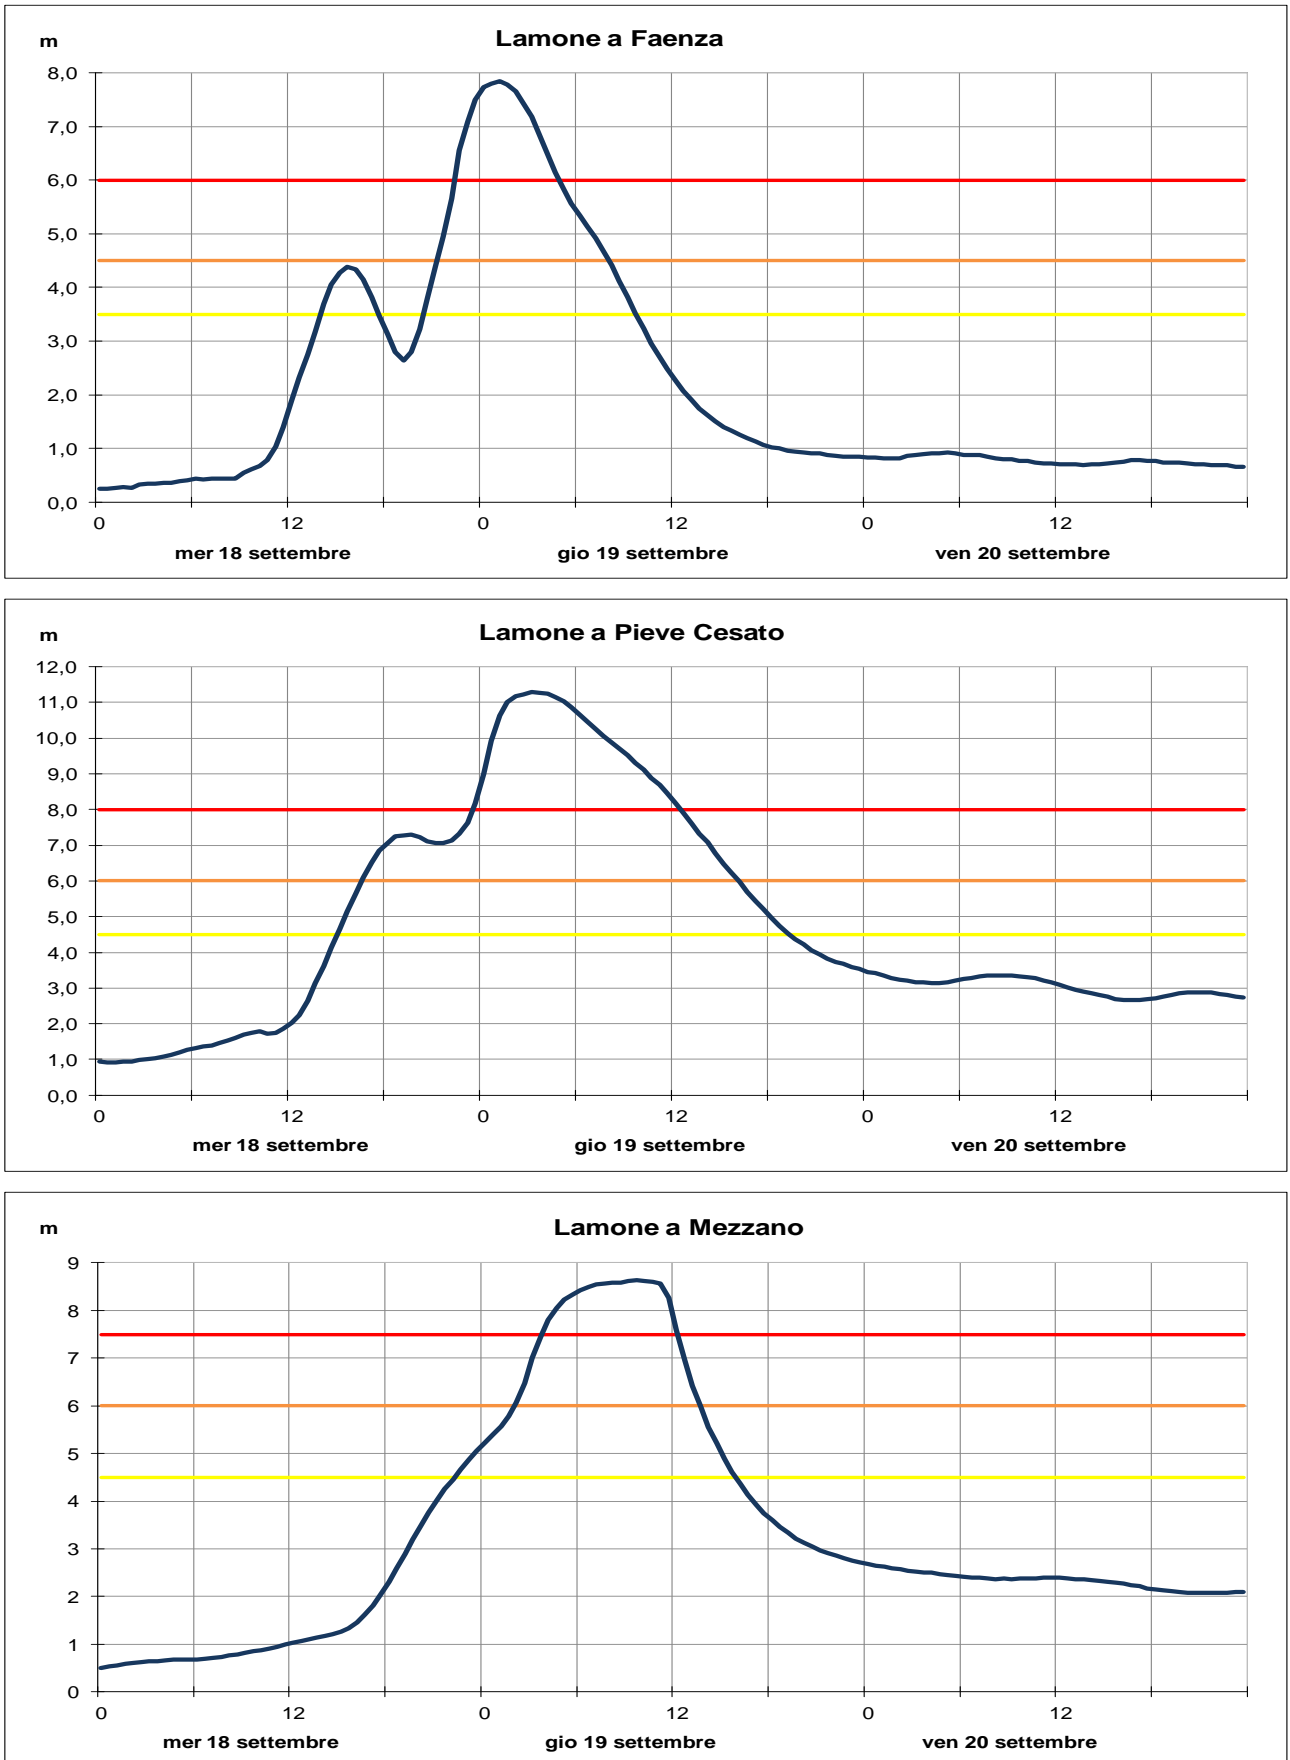 Lamone a Faenza
m
8,0
7,0
6,0
5,0
4,0
3,0
2,0
1,0
0,0
0 12 0 12 0 12
mer 18 settembre gio 19 settembre ven 20 settembre
Lamone a Pieve Cesato
m
12,0
11,0
10,0
9,0
8,0
7,0
6,0
5,0
4,0
3,0
2,0
1,0
0,0
0 12 0 12 0 12
mer 18 settembre gio 19 settembre ven 20 settembre
Lamone a Mezzano
m
9
8
7
6
5
4
3
2
1
0
0 12 0 12 0 12
mer 18 settembre gio 19 settembre ven 20 settembre